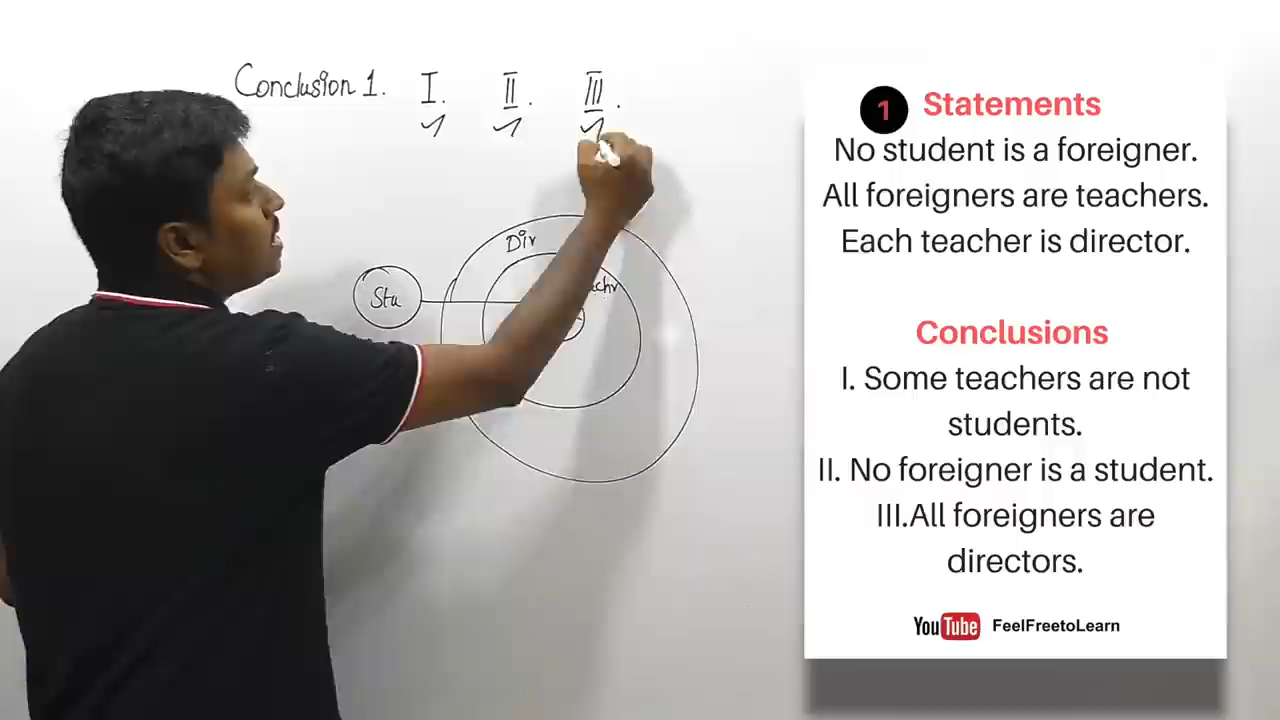 Conclusion 1. I. II. III.
Dir
Stu
1 Statements
No student is a foreigner.
All foreigners are teachers.
Each teacher is director.
Conclusions
I. Some teachers are not
students.
II. No foreigner is a student.
III.All foreigners are
directors.
YouTube FeelFreetoLearn